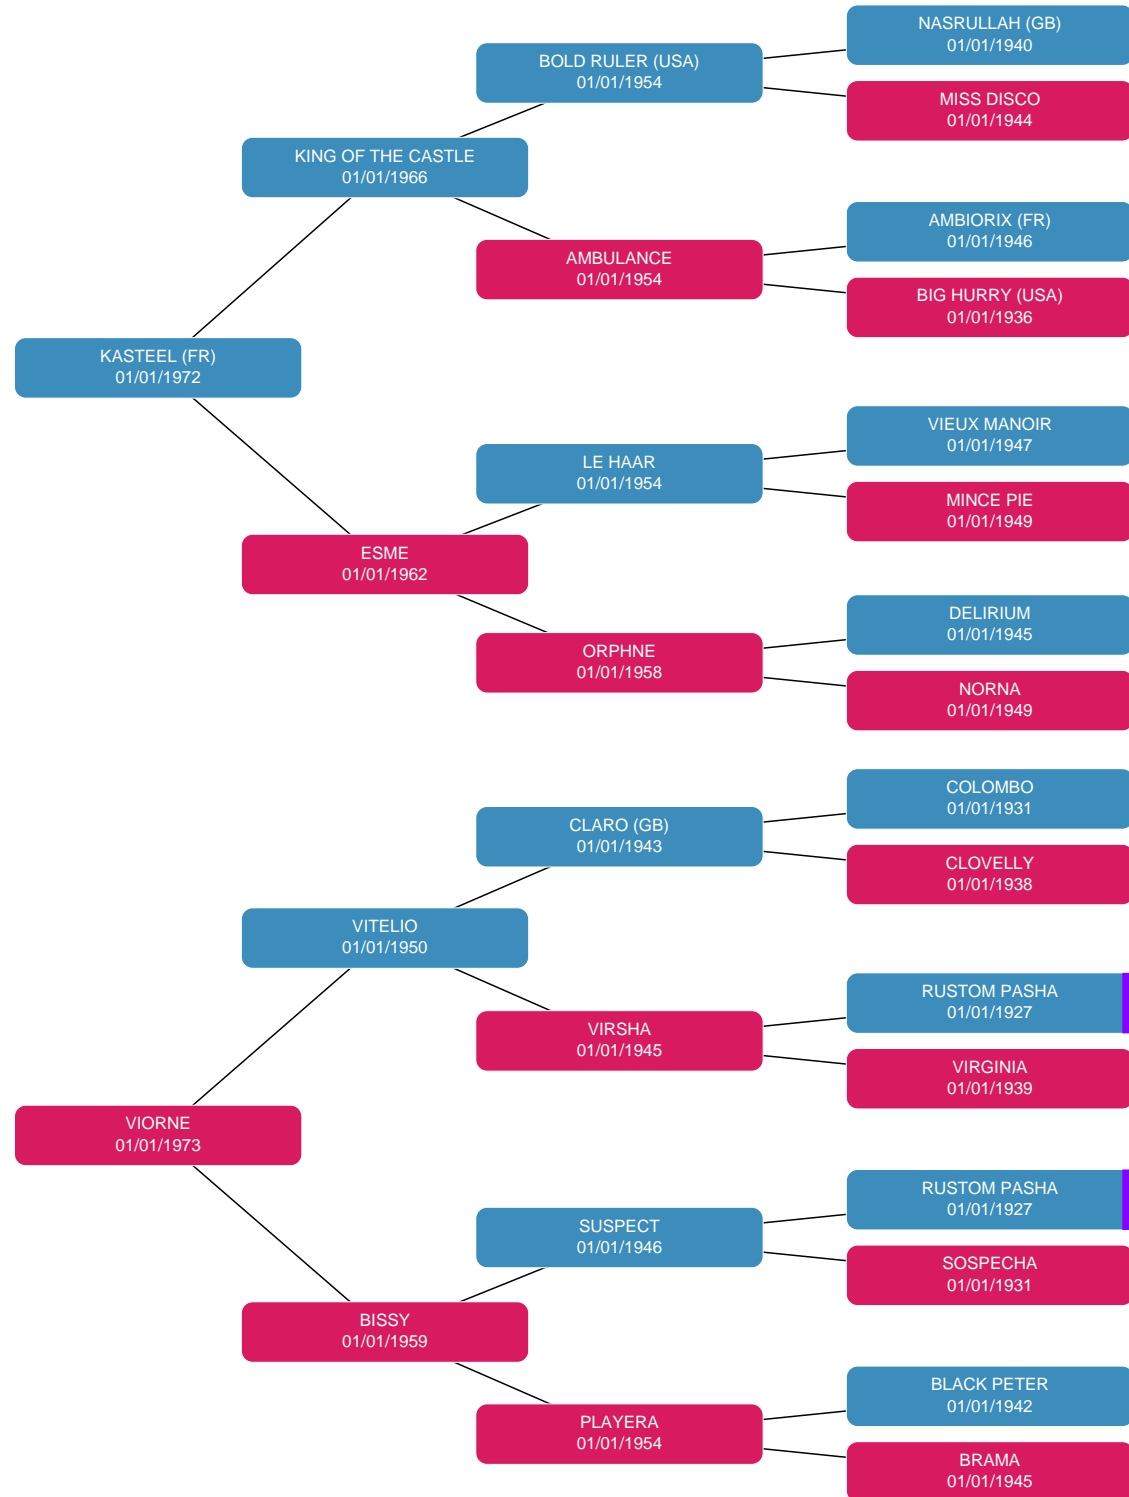 NASRULLAH (GB)
01/01/1940
BOLD RULER (USA)
01/01/1954
MISS DISCO
01/01/1944
KING OF THE CASTLE
01/01/1966
AMBIORIX (FR)
01/01/1946
AMBULANCE
01/01/1954
BIG HURRY (USA)
01/01/1936
KASTEEL (FR)
01/01/1972
VIEUX MANOIR
01/01/1947
LE HAAR
01/01/1954
MINCE PIE
01/01/1949
ESME
01/01/1962
DELIRIUM
01/01/1945
ORPHNE
01/01/1958
NORNA
01/01/1949
COLOMBO
01/01/1931
CLARO (GB)
01/01/1943
CLOVELLY
01/01/1938
VITELIO
01/01/1950
RUSTOM PASHA
01/01/1927
VIRSHA
01/01/1945
VIRGINIA
01/01/1939
VIORNE
01/01/1973
RUSTOM PASHA
01/01/1927
SUSPECT
01/01/1946
SOSPECHA
01/01/1931
BISSY
01/01/1959
BLACK PETER
01/01/1942
PLAYERA
01/01/1954
BRAMA
01/01/1945